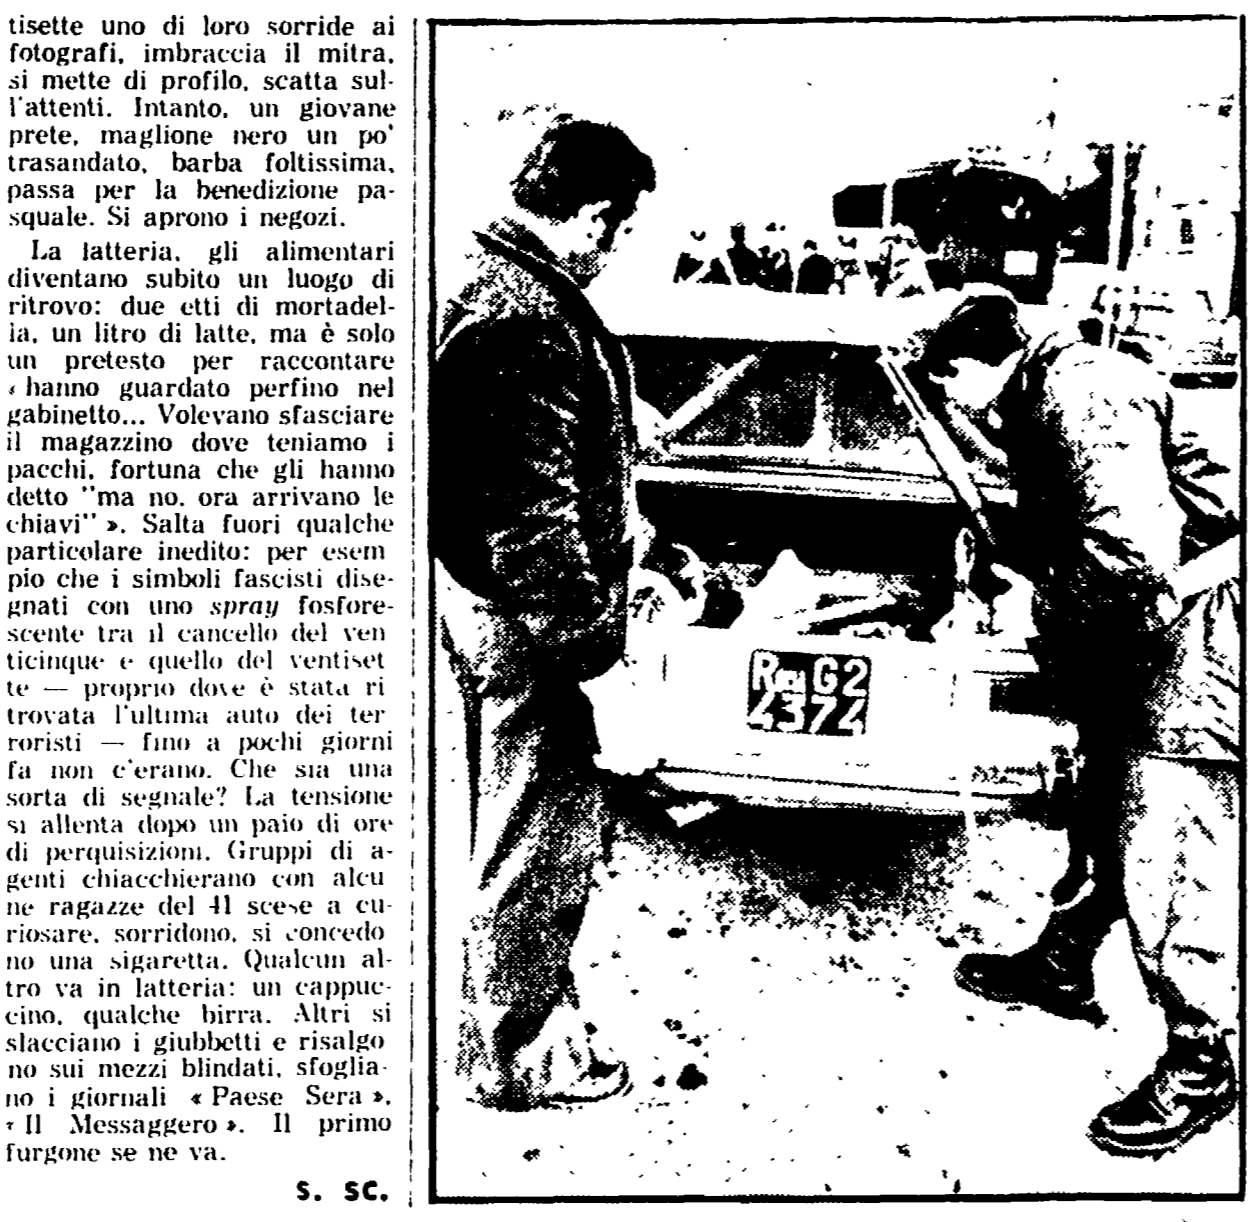 tisette uno di loro sorride ai
fotografi, imbraccia il mitra,
si mette di profilo, scatta sul-
l'attenti. Intanto, un giovane
prete, maglione nero un po'
trasandato, barba foltissima,
passa per la benedizione pa-
squale. Si aprono i negozi.
La latteria, gli alimentari
diventano subito un luogo di
ritrovo: due etti di mortadel-
la, un litro di latte, ma è solo
un pretesto per raccontare
« hanno guardato perfino nel
gabinetto... Volevano sfasciare
il magazzino dove teniamo i
pacchi, fortuna che gli hanno
detto "ma no, ora arrivano le
chiavi" ». Salta fuori qualche
particolare inedito: per esem
pio che i simboli fascisti dise-
gnati con uno spray fosfore-
scente tra il cancello del ven
ticinque e quello del ventiset
te — proprio dove è stata ri
trovata l'ultima auto dei ter
roristi — fino a pochi giorni
fa non c'erano. Che sia una
sorta di segnale? La tensione
si allenta dopo un paio di ore
di perquisizioni. Gruppi di a-
genti chiacchierano con alcu
ne ragazze del 41 scese a cu-
riosare, sorridono, si concedo
no una sigaretta. Qualcun al-
tro va in latteria: un cappuc-
cino, qualche birra. Altri si
slacciano i giubbetti e risalgo
no sui mezzi blindati, sfoglia-
no i giornali « Paese Sera »,
« Il Messaggero ». Il primo
furgone se ne va.
S. SC.
Roma G2
4374